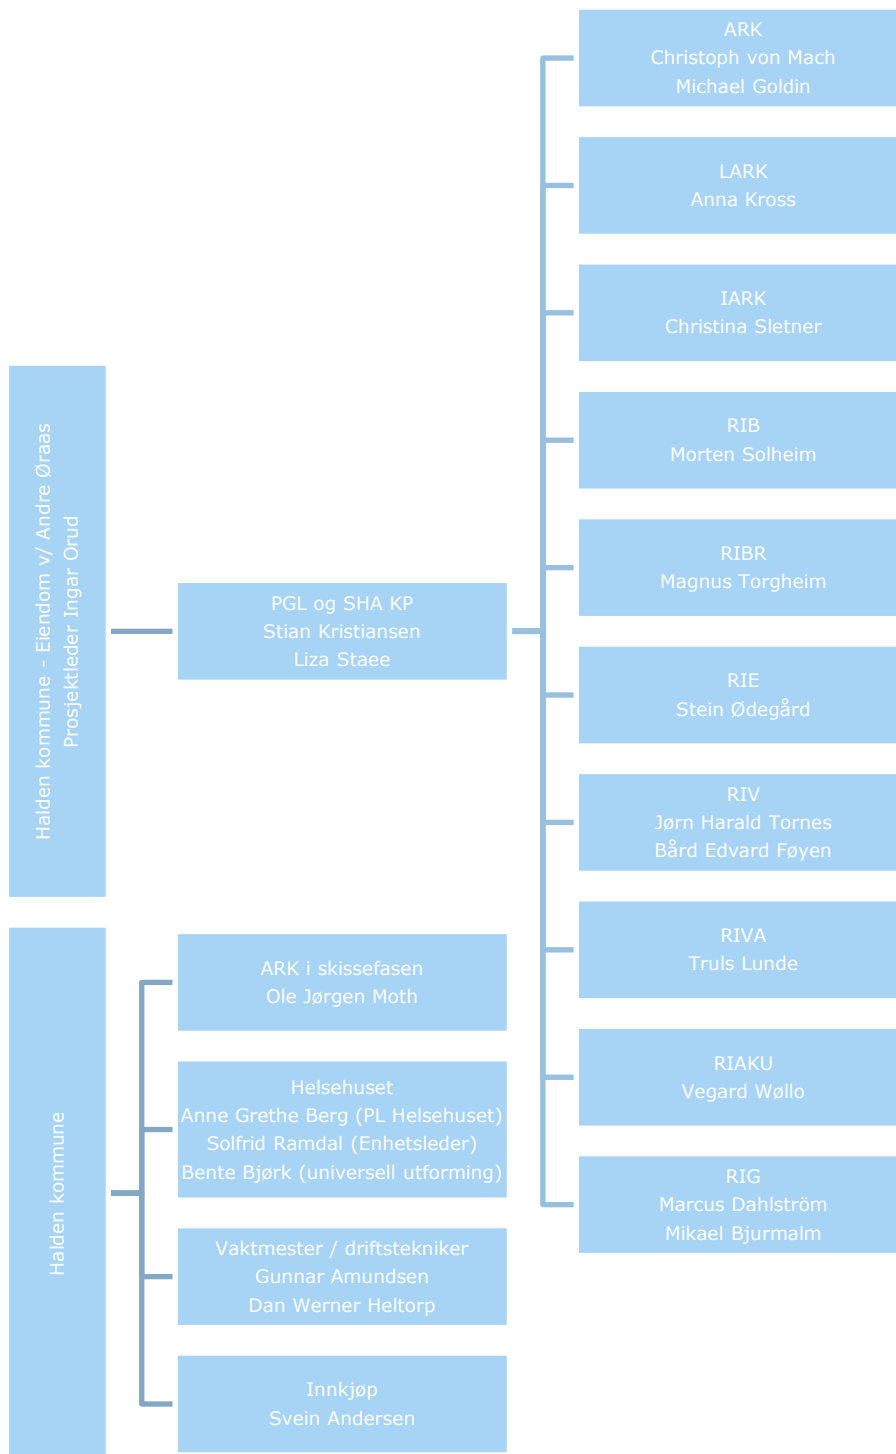 Halden kommune - Eiendom v/ Andre Øraas
Prosjektleder Ingar Orud
PGL og SHA KP
Stian Kristiansen
Liza Staee
ARK
Christoph von Mach
Michael Goldin
LARK
Anna Kross
IARK
Christina Sletner
RIB
Morten Solheim
RIBR
Magnus Torgheim
RIE
Stein Ødegård
RIV
Jørn Harald Tornes
Bård Edvard Føyen
RIVA
Truls Lunde
RIAKU
Vegard Wøllo
RIG
Marcus Dahlström
Mikael Bjurmalm
Halden kommune
ARK i skissefasen
Ole Jørgen Moth
Helsehuset
Anne Grethe Berg (PL Helsehuset)
Solfrid Ramdal (Enhetsleder)
Bente Bjørk (universell utforming)
Vaktmester / driftstekniker
Gunnar Amundsen
Dan Werner Heltorp
Innkjøp
Svein Andersen